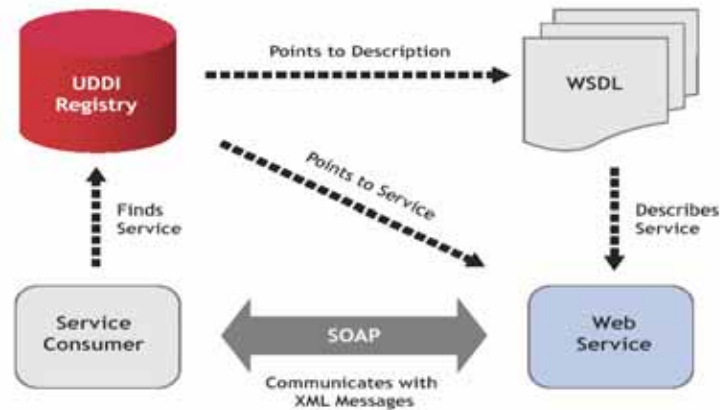 UDDI
Registry
Points to Description
WSDL
Points to Service
Finds
Service
Describes
Service
Service
Consumer
SOAP
Web
Service
Communicates with
XML Messages